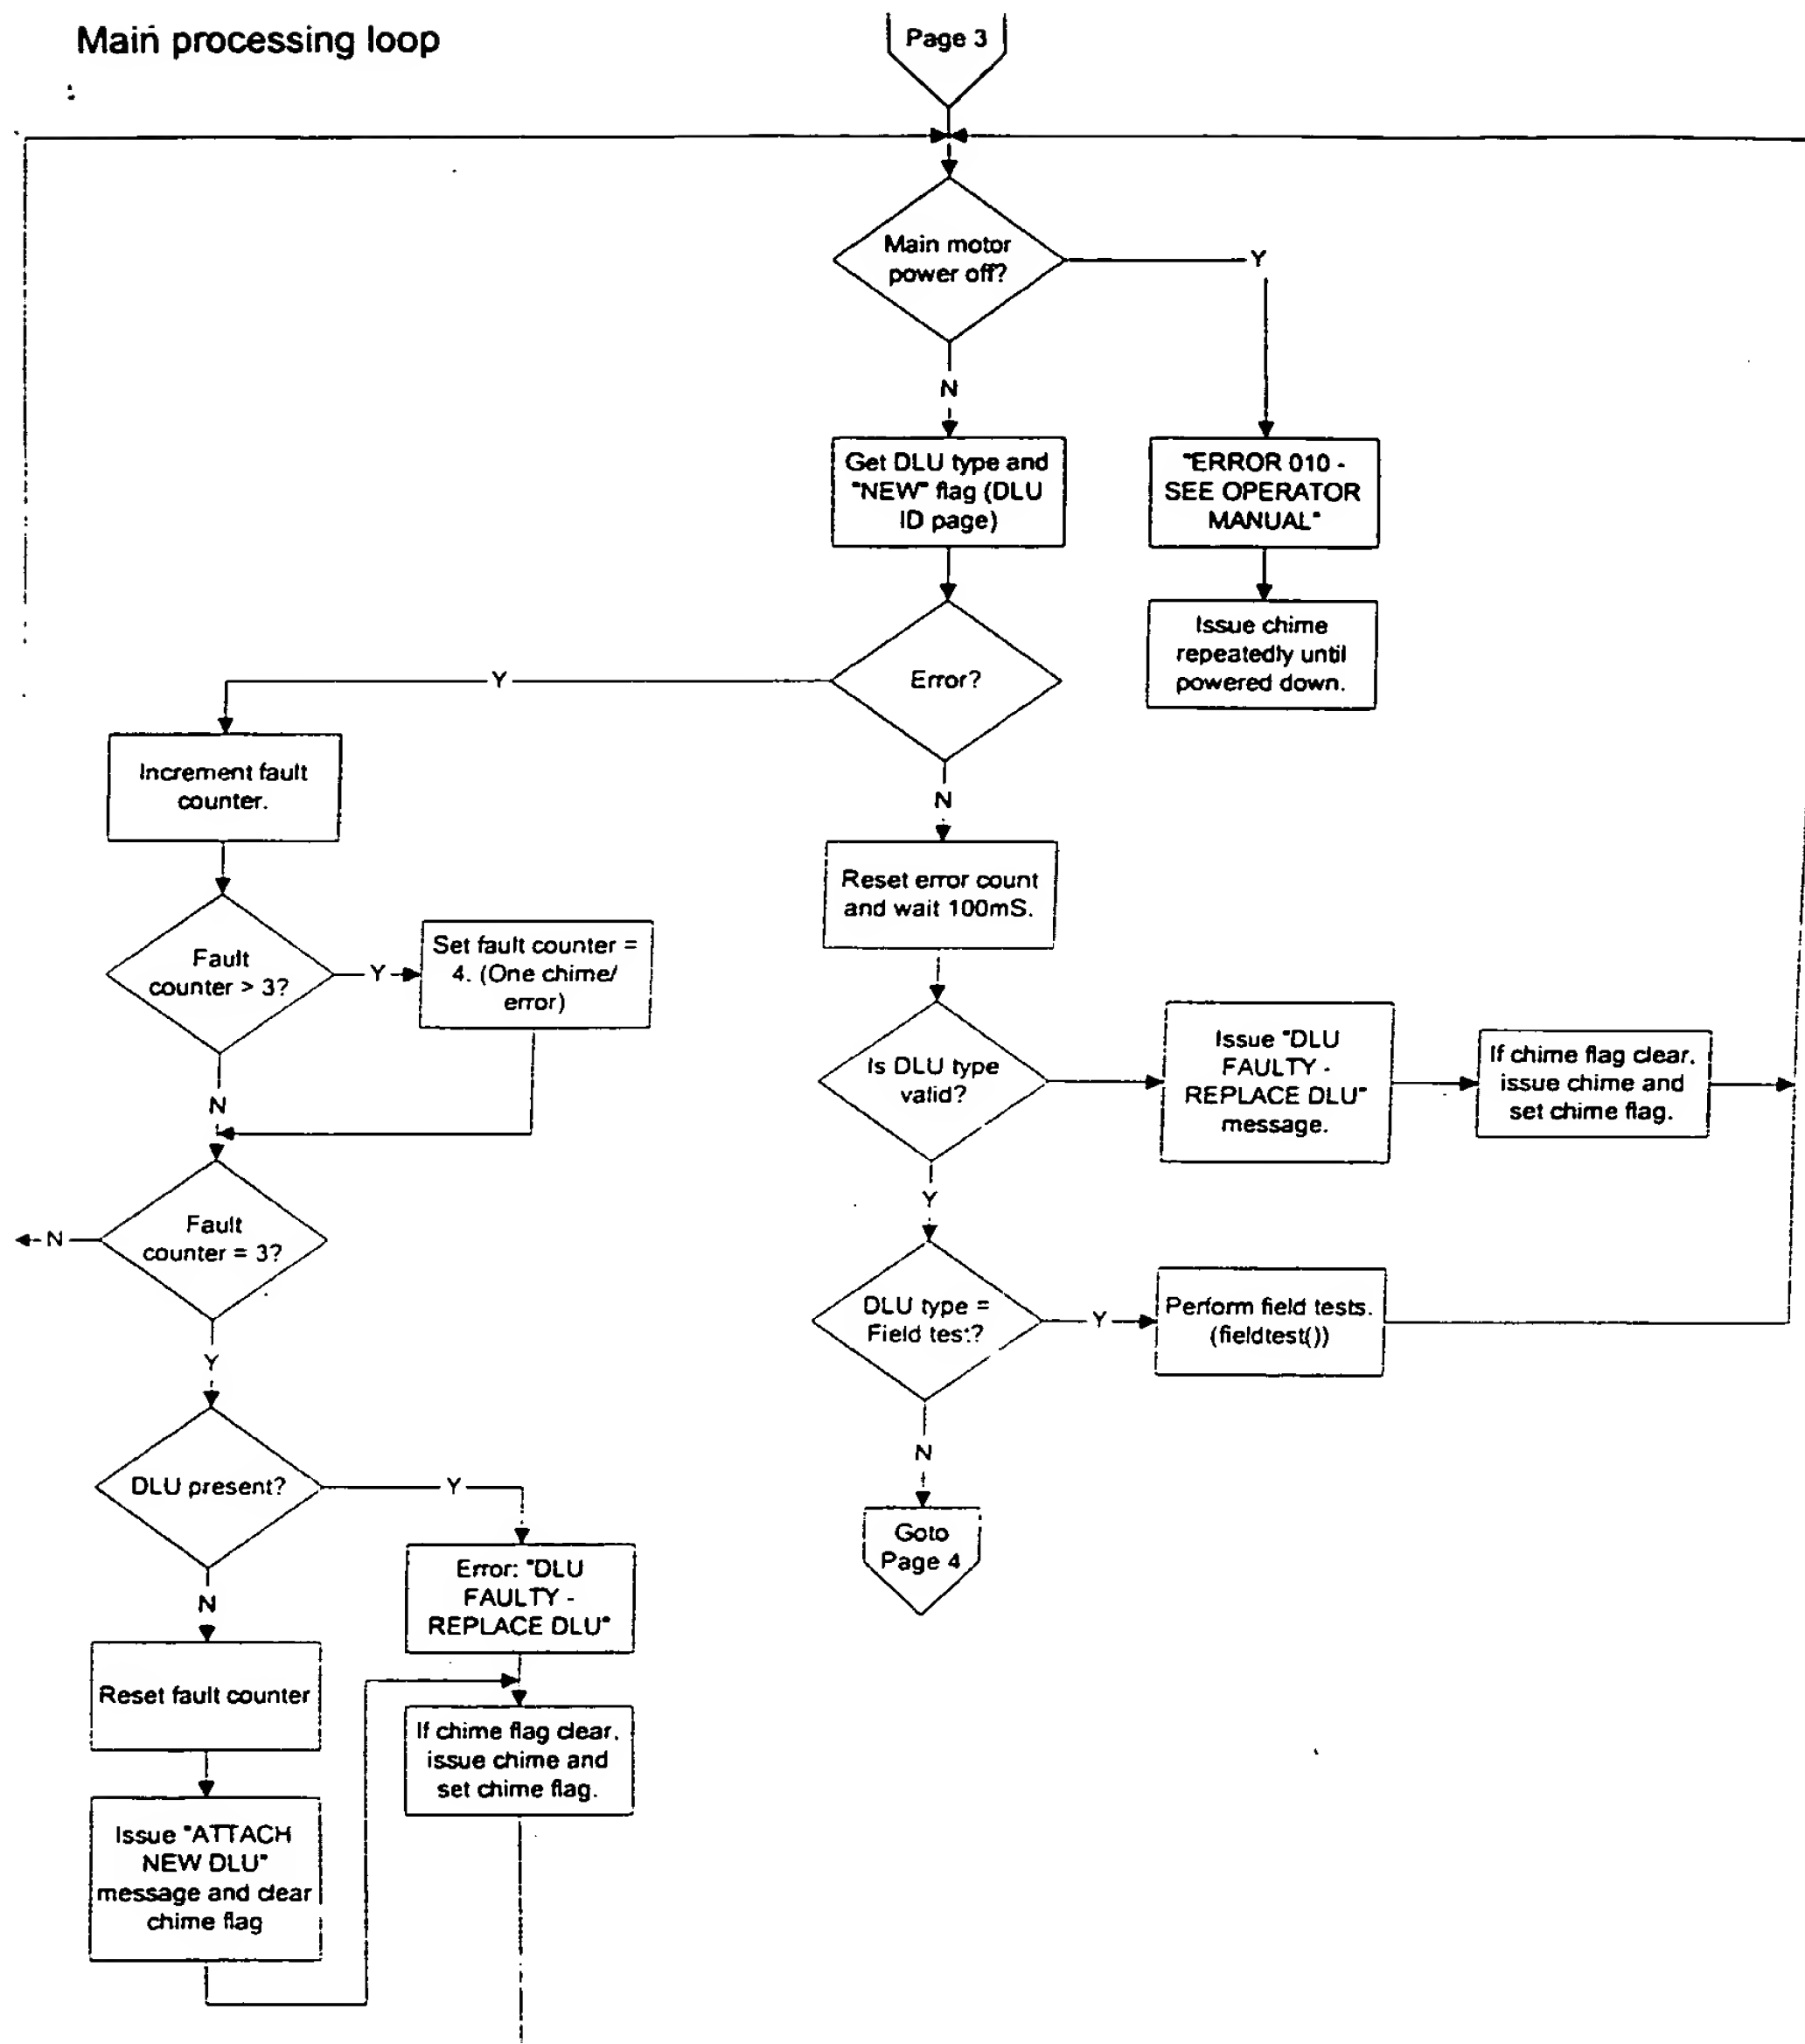 Main processing loop
Page 3
Main motor
power off?
Y
N
Get DLU type and
"NEW" flag (DLU
ID page)
"ERROR 010 -
SEE OPERATOR
MANUAL"
Issue chime
repeatedly until
powered down.
Error?
Y
N
Increment fault
counter.
Reset error count
and wait 100mS.
Fault
counter > 3?
Y
Set fault counter =
4. (One chime/
error)
N
Is DLU type
valid?
Issue "DLU
FAULTY -
REPLACE DLU"
message.
If chime flag clear,
issue chime and
set chime flag.
Y
Fault
counter = 3?
N
Y
DLU type =
Field test?
Y
Perform field tests.
(fieldtest())
N
Goto
Page 4
DLU present?
Y
N
Error: "DLU
FAULTY -
REPLACE DLU"
Reset fault counter
If chime flag clear,
issue chime and
set chime flag.
Issue "ATTACH
NEW DLU"
message and clear
chime flag